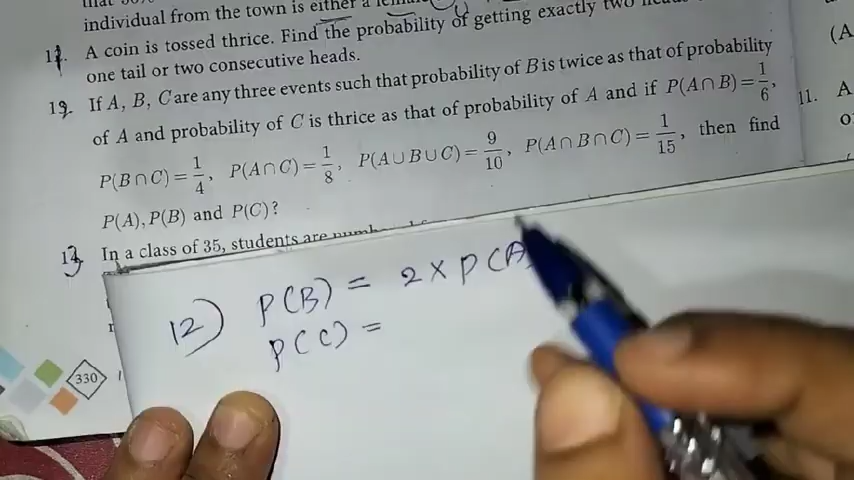 individual from the town is either a
11. A coin is tossed thrice. Find the probability of getting exactly two heads
one tail or two consecutive heads.
12. If A, B, C are any three events such that probability of B is twice as that of probability
of A and probability of C is thrice as that of probability of A and if P(A∩B)=1/6,
P(B∩C)=1/4, P(A∩C)=1/8, P(A∪B∪C)=9/10, P(A∩B∩C)=1/15, then find
P(A), P(B) and P(C)?
13. In a class of 35, students are numbered
330
(A
11. A
12) P(B) = 2 × P(A)
P(C) =